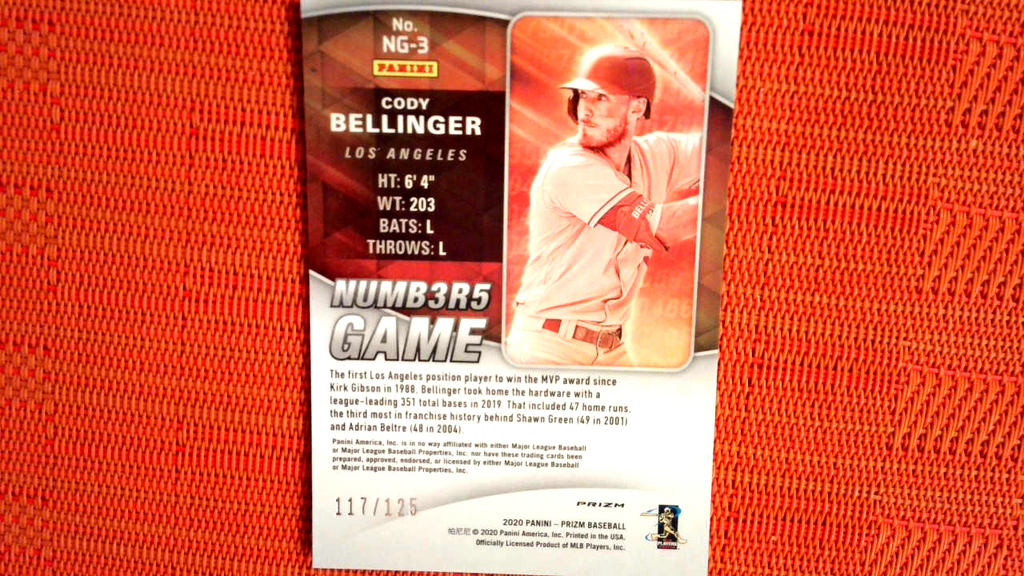 No.
NG-3
PANINI
CODY
BELLINGER
LOS ANGELES
HT: 6' 4"
WT: 203
BATS: L
THROWS: L
NUMB3R5
GAME
The first Los Angeles position player to win the MVP award since
Kirk Gibson in 1988, Bellinger took home the hardware with a
league-leading 351 total bases in 2019. That included 47 home runs,
the third most in franchise history behind Shawn Green (49 in 2001)
and Adrian Beltre (48 in 2004).
Panini America, Inc. is in no way affiliated with either Major League Baseball
or Major League Baseball Properties, Inc. nor have these trading cards been
prepared, approved, endorsed, or licensed by either Major League Baseball
or Major League Baseball Properties, Inc.
117/125
PRIZM
2020 PANINI – PRIZM BASEBALL
帕尼尼 © 2020 Panini America, Inc. Printed in the USA.
Officially Licensed Product of MLB Players, Inc.
PLAYERS